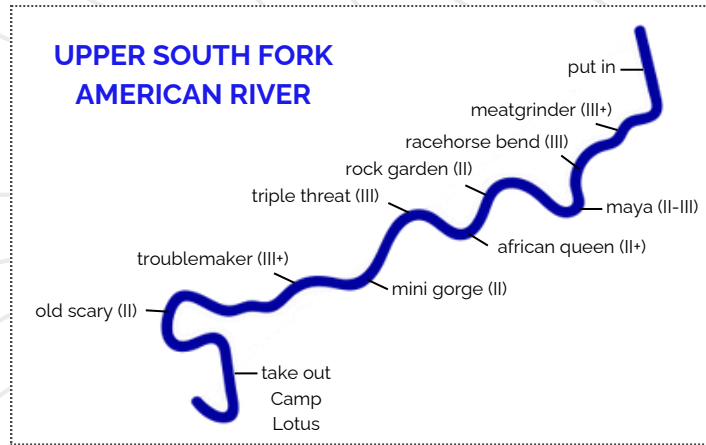 UPPER SOUTH FORK
AMERICAN RIVER
put in
meatgrinder (III+)
racehorse bend (III)
rock garden (II)
triple threat (III)
maya (II-III)
african queen (II+)
troublemaker (III+)
mini gorge (II)
old scary (II)
take out
Camp
Lotus